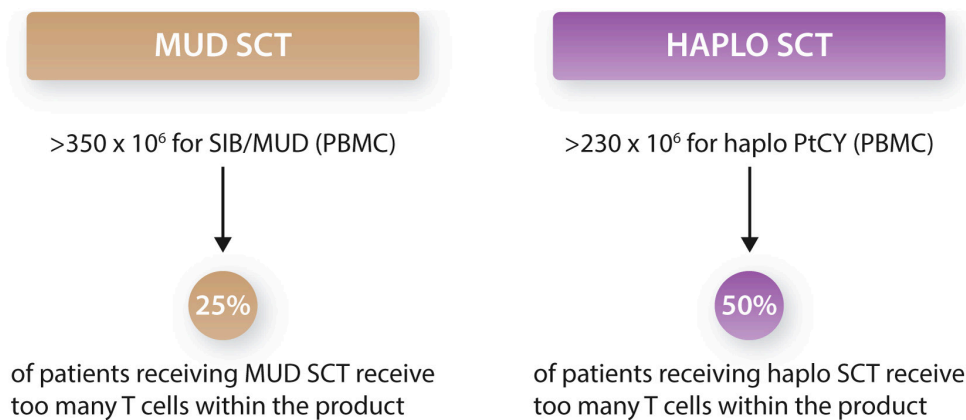 MUD SCT
>350 x 10⁶ for SIB/MUD (PBMC)
25%
of patients receiving MUD SCT receive
too many T cells within the product
HAPLO SCT
>230 x 10⁶ for haplo PtCY (PBMC)
50%
of patients receiving haplo SCT receive
too many T cells within the product